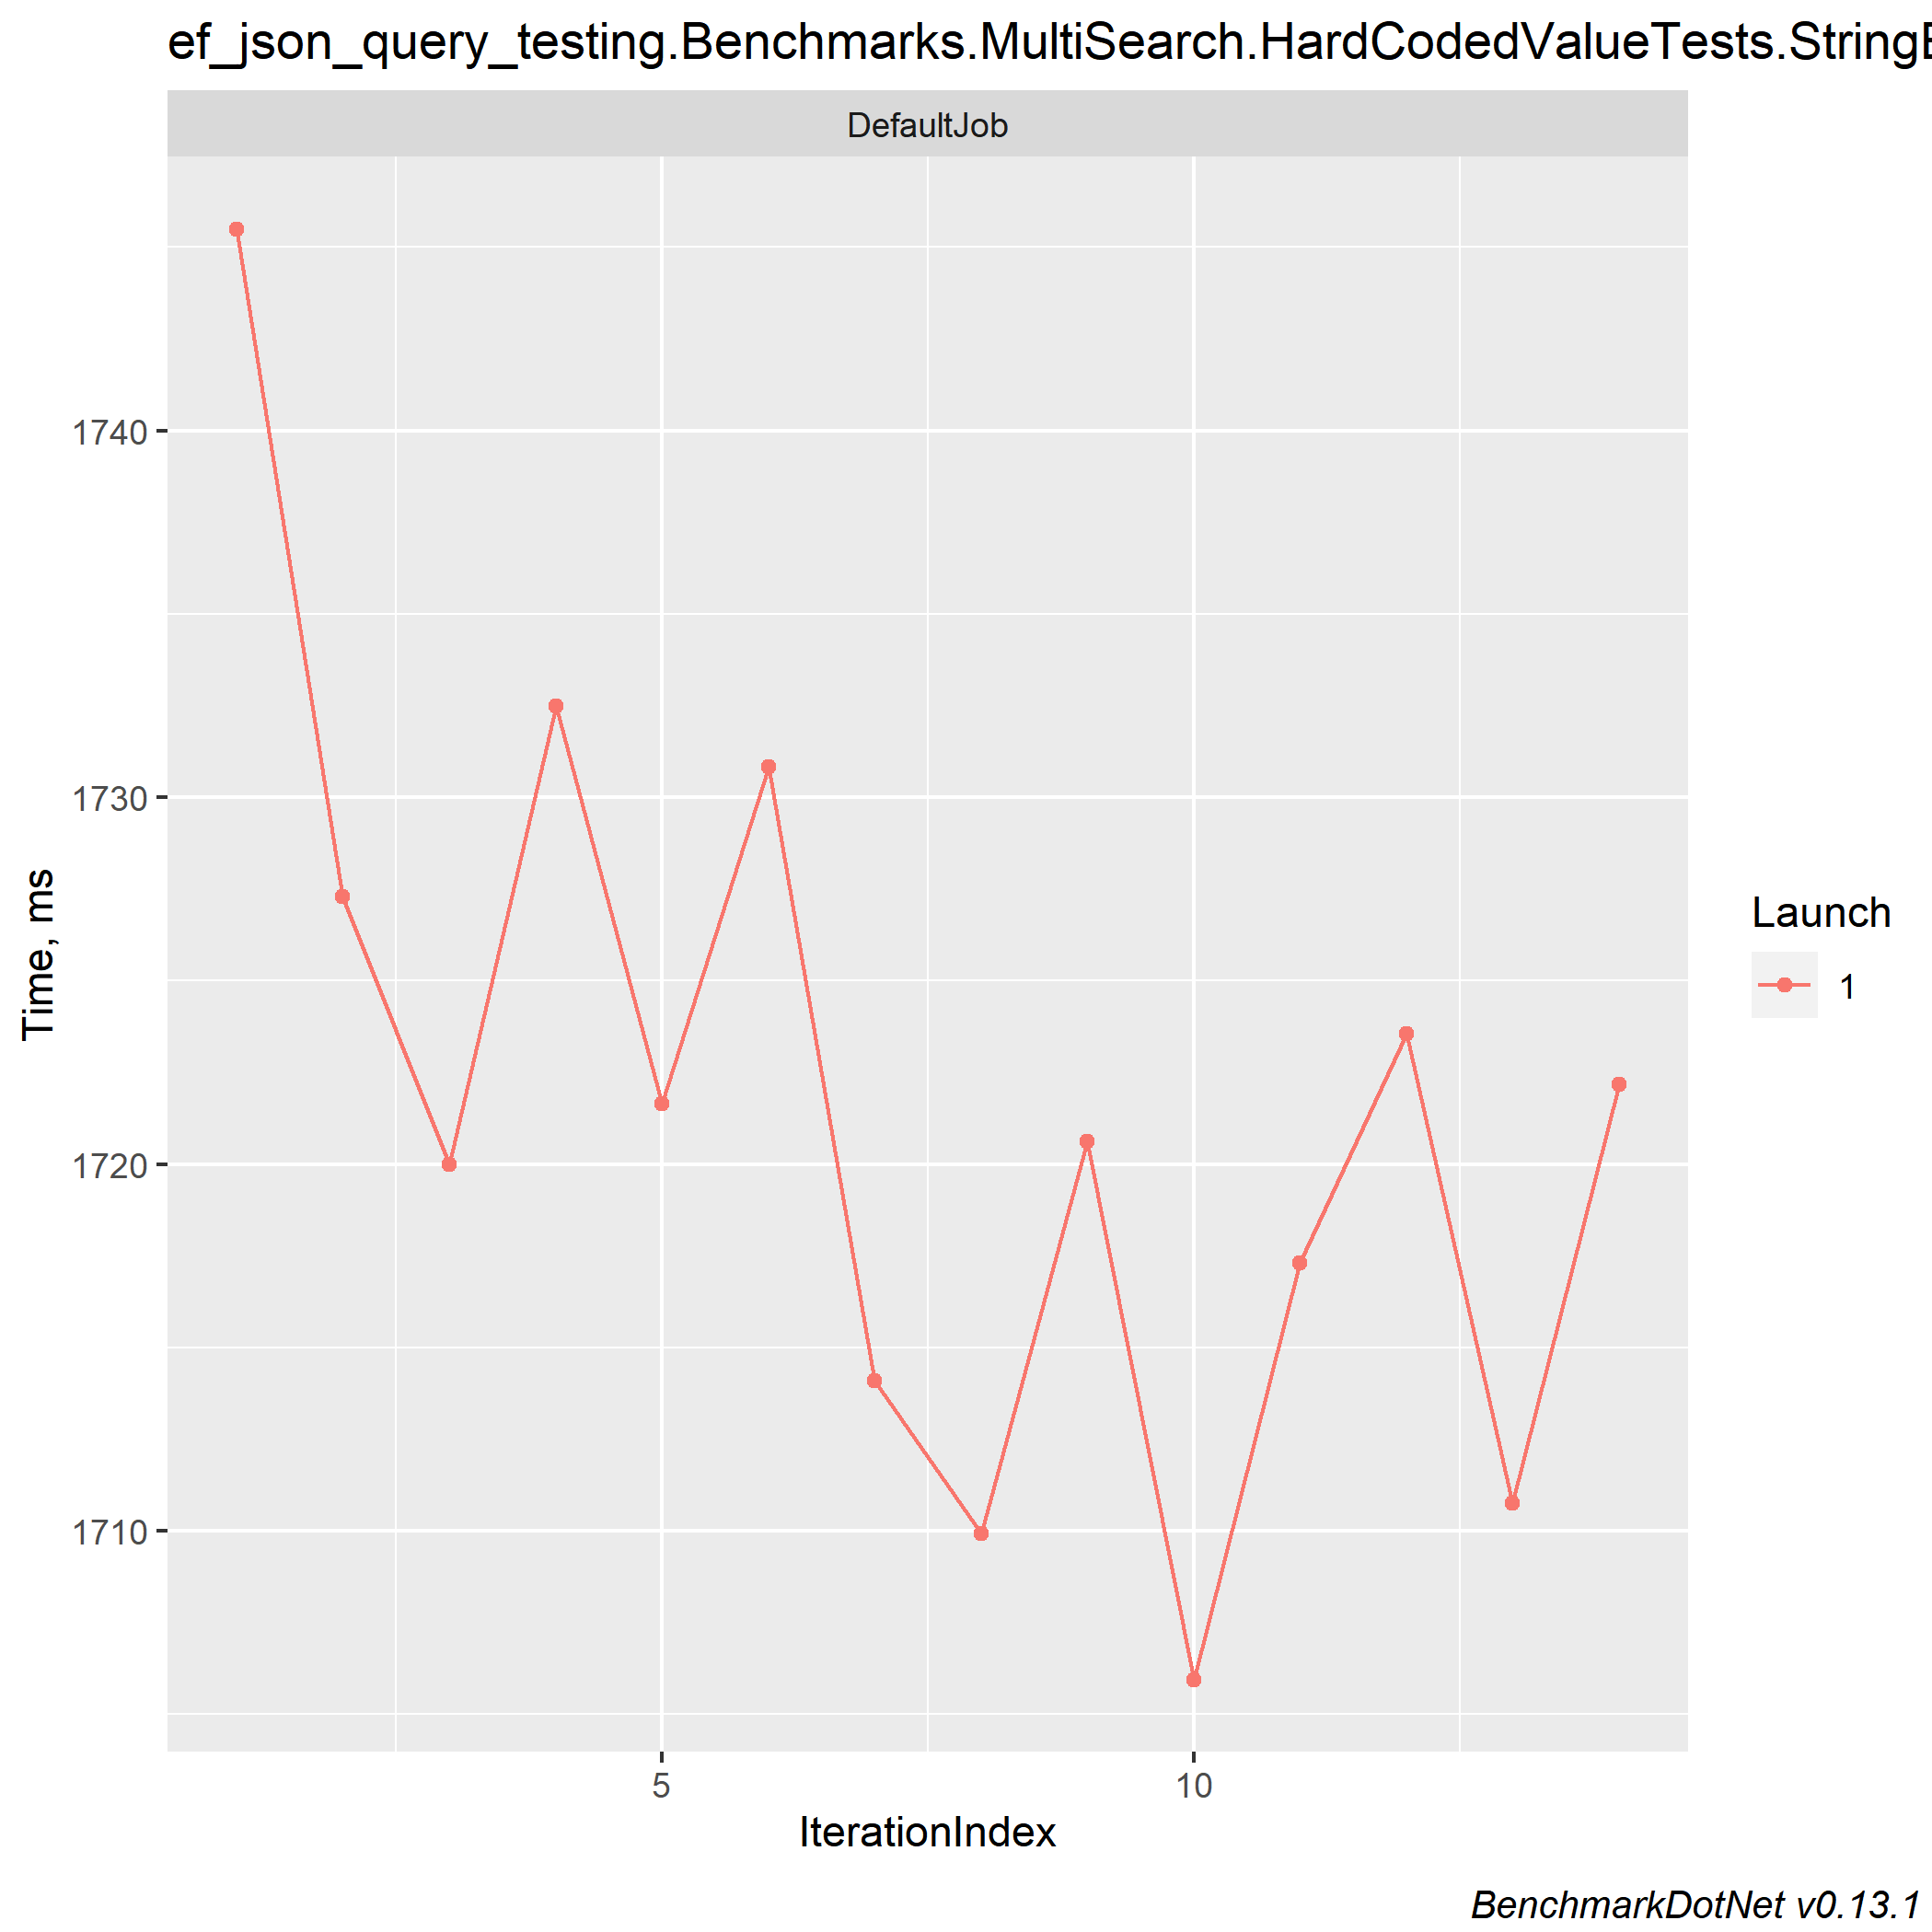 ef_json_query_testing.Benchmarks.MultiSearch.HardCodedValueTests.String
DefaultJob
1740
1730
1720
1710
Time, ms
5
10
IterationIndex
Launch
1
BenchmarkDotNet v0.13.1